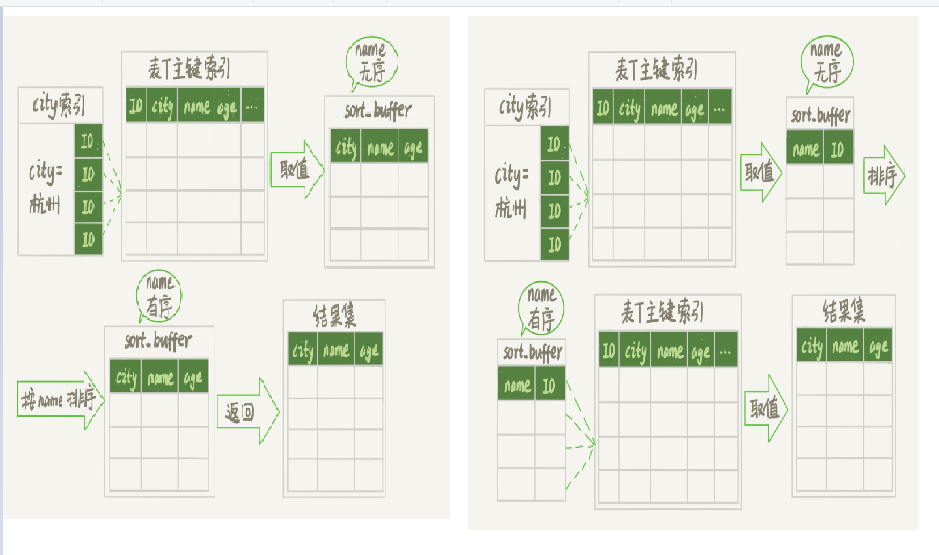 name
无序
表T主键索引
city索引
ID city name age ...
sort_buffer
city name age
city=
杭州
ID
ID
ID
ID
取值
name
有序
sort_buffer
city name age
按name排序
返回
结果集
city name age
name
无序
表T主键索引
city索引
ID city name age ...
sort_buffer
name ID
city=
杭州
ID
ID
ID
ID
取值
排序
name
有序
sort_buffer
name ID
表T主键索引
ID city name age ...
取值
结果集
city name age